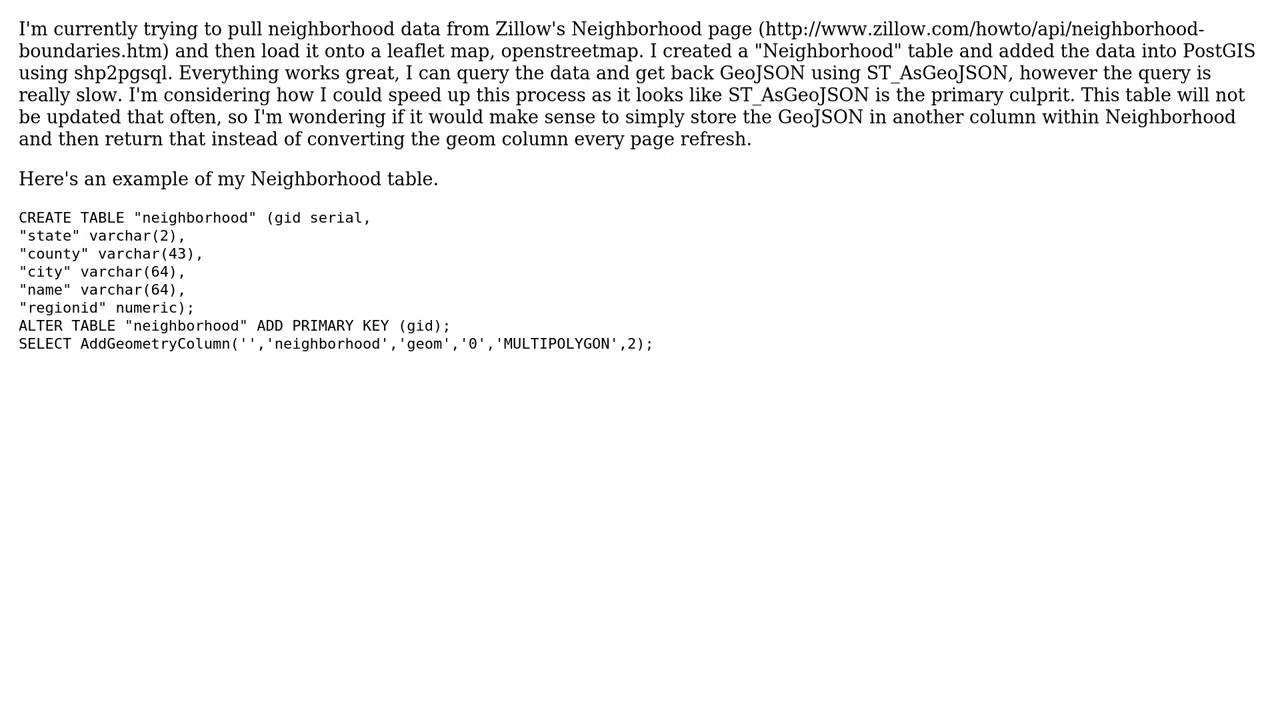 I'm currently trying to pull neighborhood data from Zillow's Neighborhood page (http://www.zillow.com/howto/api/neighborhood-
boundaries.htm) and then load it onto a leaflet map, openstreetmap. I created a "Neighborhood" table and added the data into PostGIS
using shp2pgsql. Everything works great, I can query the data and get back GeoJSON using ST_AsGeoJSON, however the query is
really slow. I'm considering how I could speed up this process as it looks like ST_AsGeoJSON is the primary culprit. This table will not
be updated that often, so I'm wondering if it would make sense to simply store the GeoJSON in another column within Neighborhood
and then return that instead of converting the geom column every page refresh.
Here's an example of my Neighborhood table.
CREATE TABLE "neighborhood" (gid serial,
"state" varchar(2),
"county" varchar(43),
"city" varchar(64),
"name" varchar(64),
"regionid" numeric);
ALTER TABLE "neighborhood" ADD PRIMARY KEY (gid);
SELECT AddGeometryColumn('','neighborhood','geom','0','MULTIPOLYGON',2);